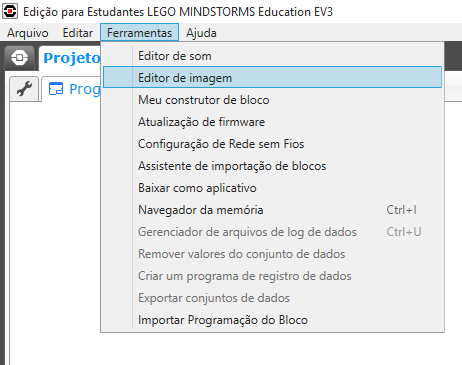 Edição para Estudantes LEGO MINDSTORMS Education EV3
Arquivo Editar Ferramentas Ajuda
Projeto
Prog
Editor de som
Editor de imagem
Meu construtor de bloco
Atualização de firmware
Configuração de Rede sem Fios
Assistente de importação de blocos
Baixar como aplicativo
Navegador da memória Ctrl+I
Gerenciador de arquivos de log de dados Ctrl+U
Remover valores do conjunto de dados
Criar um programa de registro de dados
Exportar conjuntos de dados
Importar Programação do Bloco